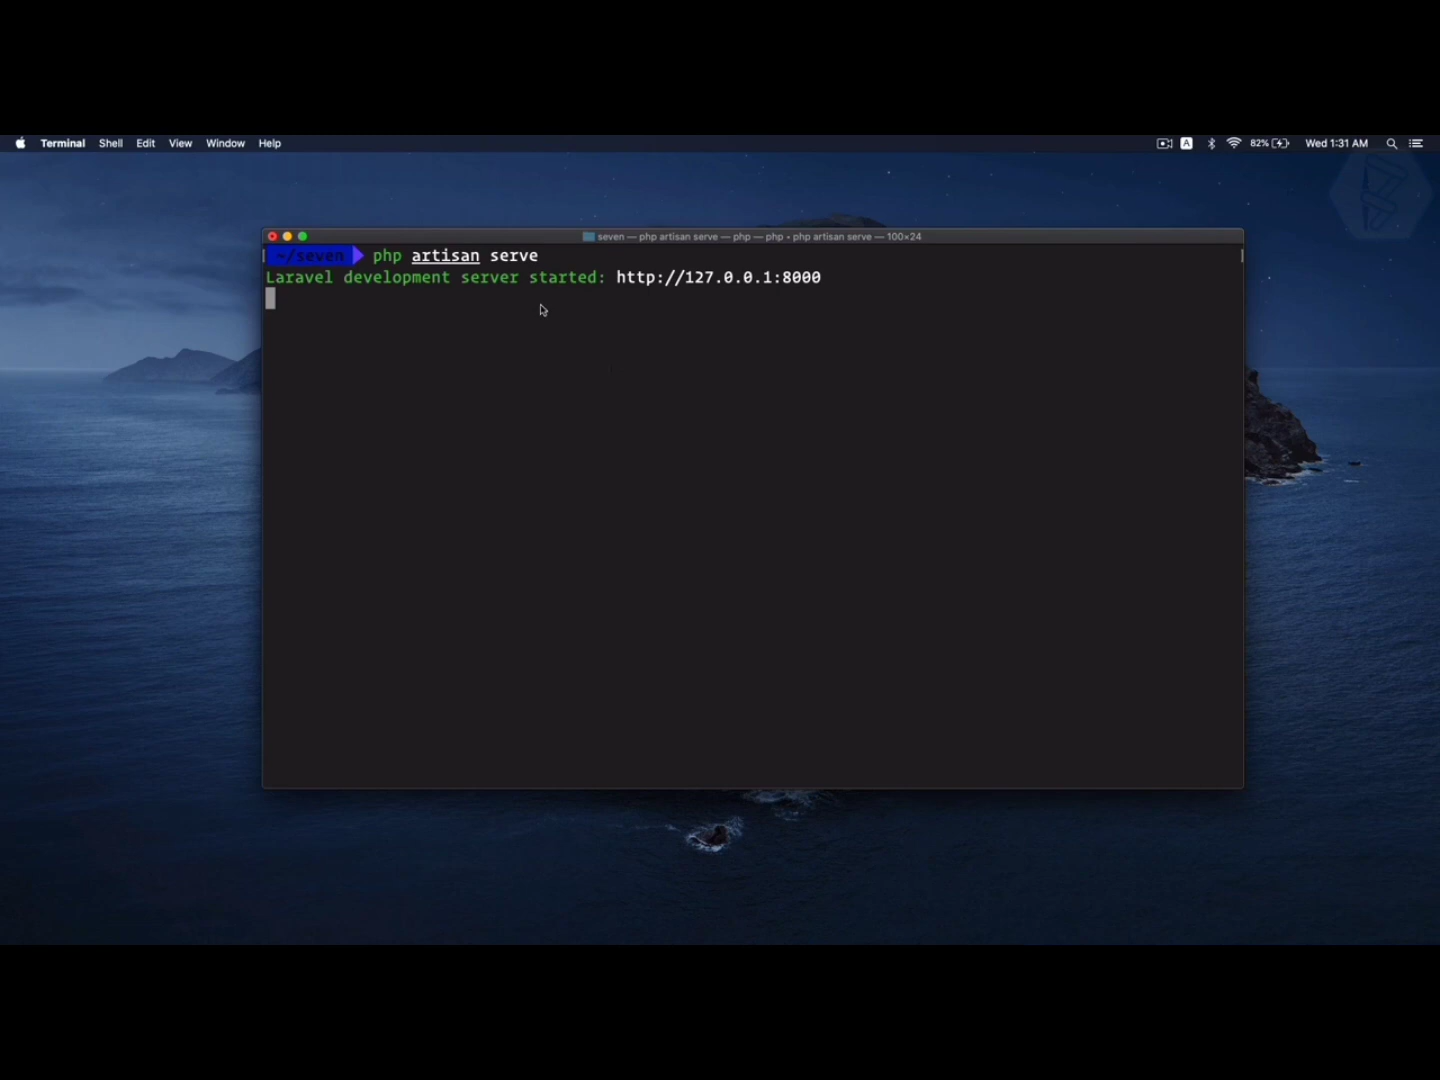 Terminal Shell Edit View Window Help A 82% Wed 1:31 AM
seven — php artisan serve — php — php • php artisan serve — 100×24
~/seven php artisan serve
Laravel development server started: http://127.0.0.1:8000